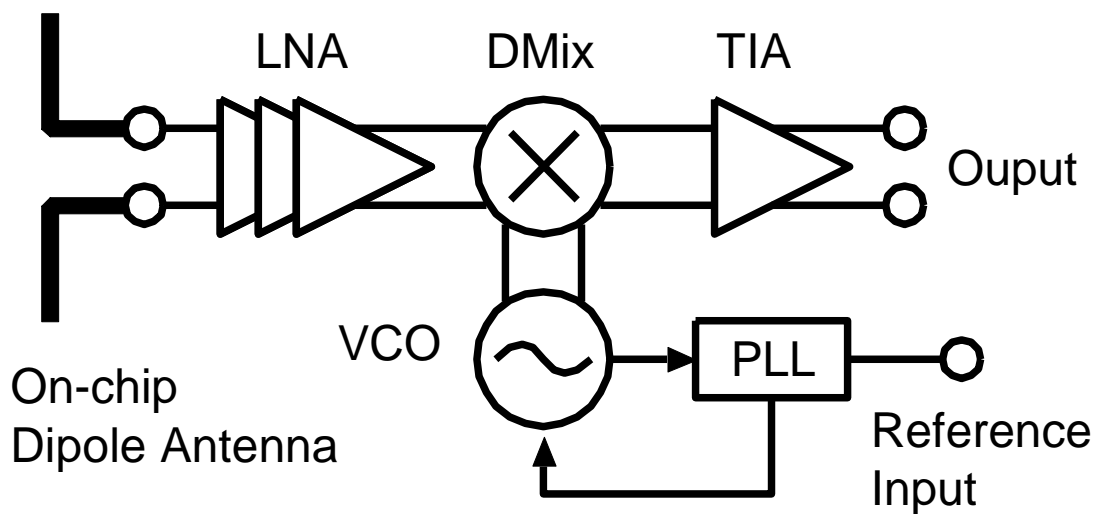 LNA
DMix
TIA
Ouput
VCO
PLL
On-chip
Dipole Antenna
Reference
Input